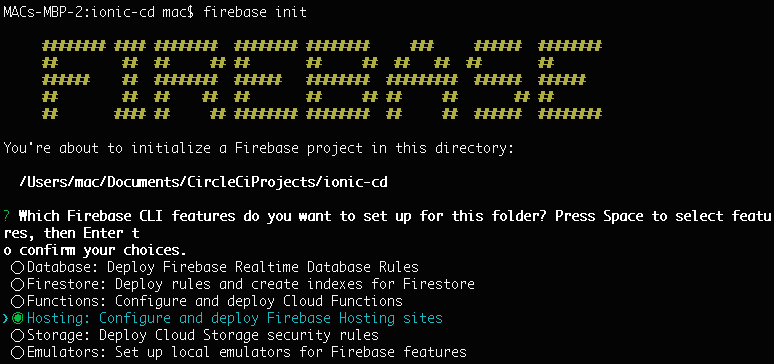 MACs-MBP-2:ionic-cd mac$ firebase init
FIREBASE
You're about to initialize a Firebase project in this directory:
/Users/mac/Documents/CircleCiProjects/ionic-cd
? Which Firebase CLI features do you want to set up for this folder? Press Space to select featu
res, then Enter t
o confirm your choices.
◯ Database: Deploy Firebase Realtime Database Rules
◯ Firestore: Deploy rules and create indexes for Firestore
◯ Functions: Configure and deploy Cloud Functions
❯◉ Hosting: Configure and deploy Firebase Hosting sites
◯ Storage: Deploy Cloud Storage security rules
◯ Emulators: Set up local emulators for Firebase features